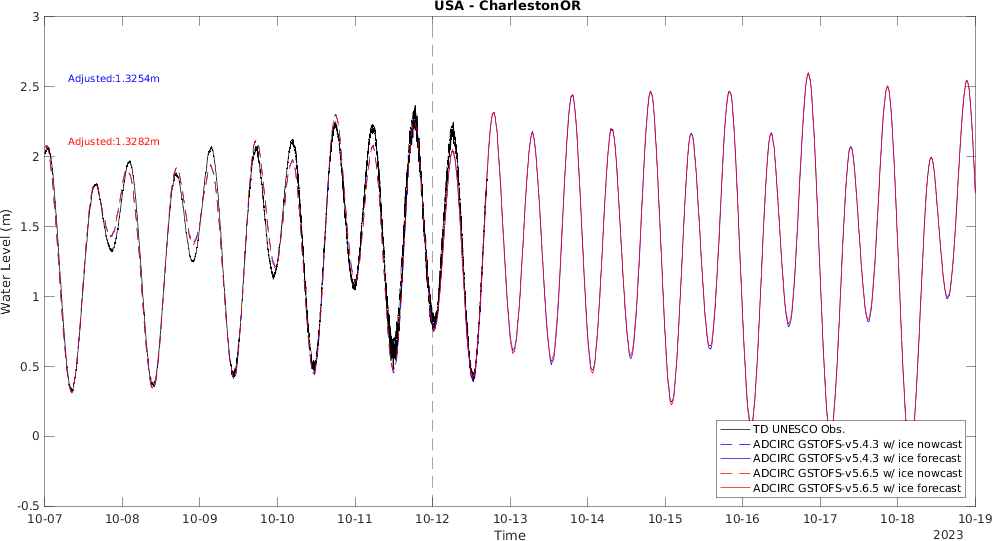 USA - CharlestonOR
Water Level (m)
3
2.5
2
1.5
1
0.5
0
-0.5
Adjusted:1.3254m
Adjusted:1.3282m
TD UNESCO Obs.
ADCIRC GSTOFS-v5.4.3 w/ ice nowcast
ADCIRC GSTOFS-v5.4.3 w/ ice forecast
ADCIRC GSTOFS-v5.6.5 w/ ice nowcast
ADCIRC GSTOFS-v5.6.5 w/ ice forecast
10-07 10-08 10-09 10-10 10-11 10-12 10-13 10-14 10-15 10-16 10-17 10-18 10-19
Time
2023